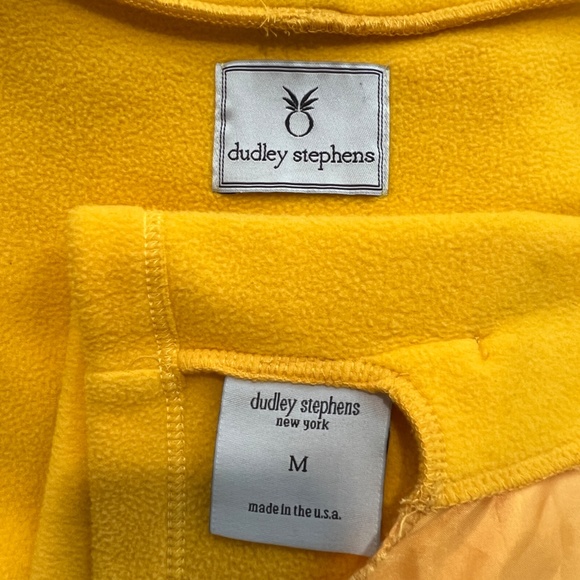 dudley stephens
dudley stephens
new york
M
made in the u.s.a.